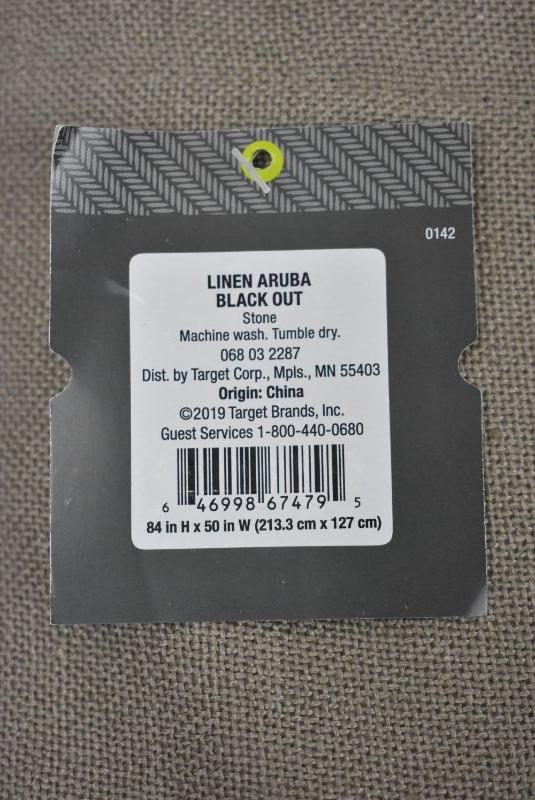 0142
LINEN ARUBA
BLACK OUT
Stone
Machine wash. Tumble dry.
068 03 2287
Dist. by Target Corp., Mpls., MN 55403
Origin: China
©2019 Target Brands, Inc.
Guest Services 1-800-440-0680
6 46998 67479 5
84 in H x 50 in W (213.3 cm x 127 cm)